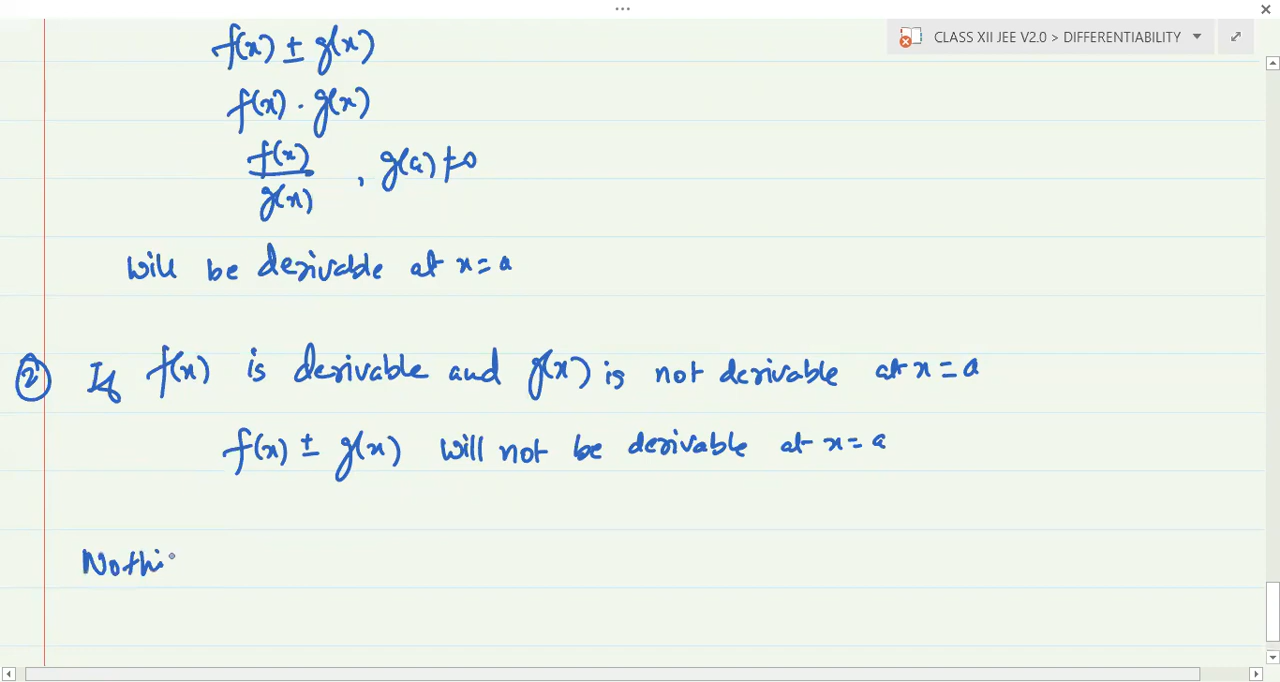 CLASS XII JEE V2.0 > DIFFERENTIABILITY
f(x) ± g(x)
f(x) · g(x)
f(x)
g(x) , g(a) ≠ 0
will be derivable at x = a
② If f(x) is derivable and g(x) is not derivable at x = a
f(x) ± g(x) will not be derivable at x = a
Nothi